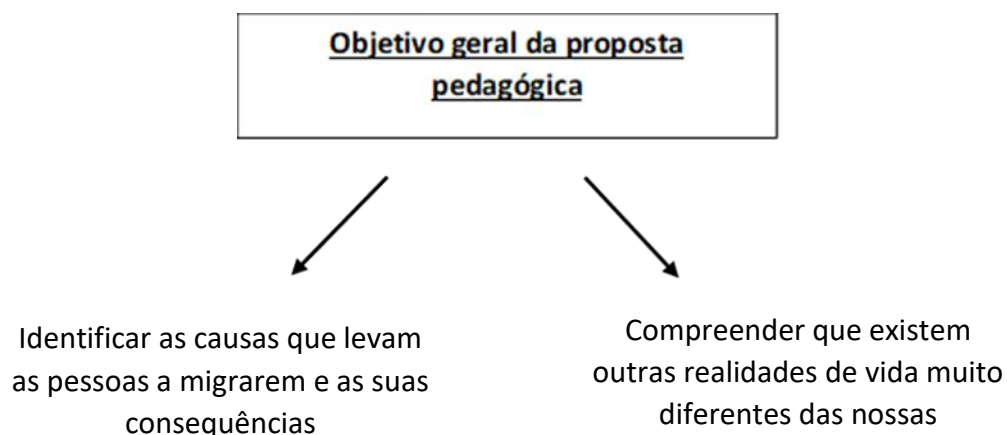 Objetivo geral da proposta
pedagógica
Identificar as causas que levam
as pessoas a migrarem e as suas
consequências
Compreender que existem
outras realidades de vida muito
diferentes das nossas